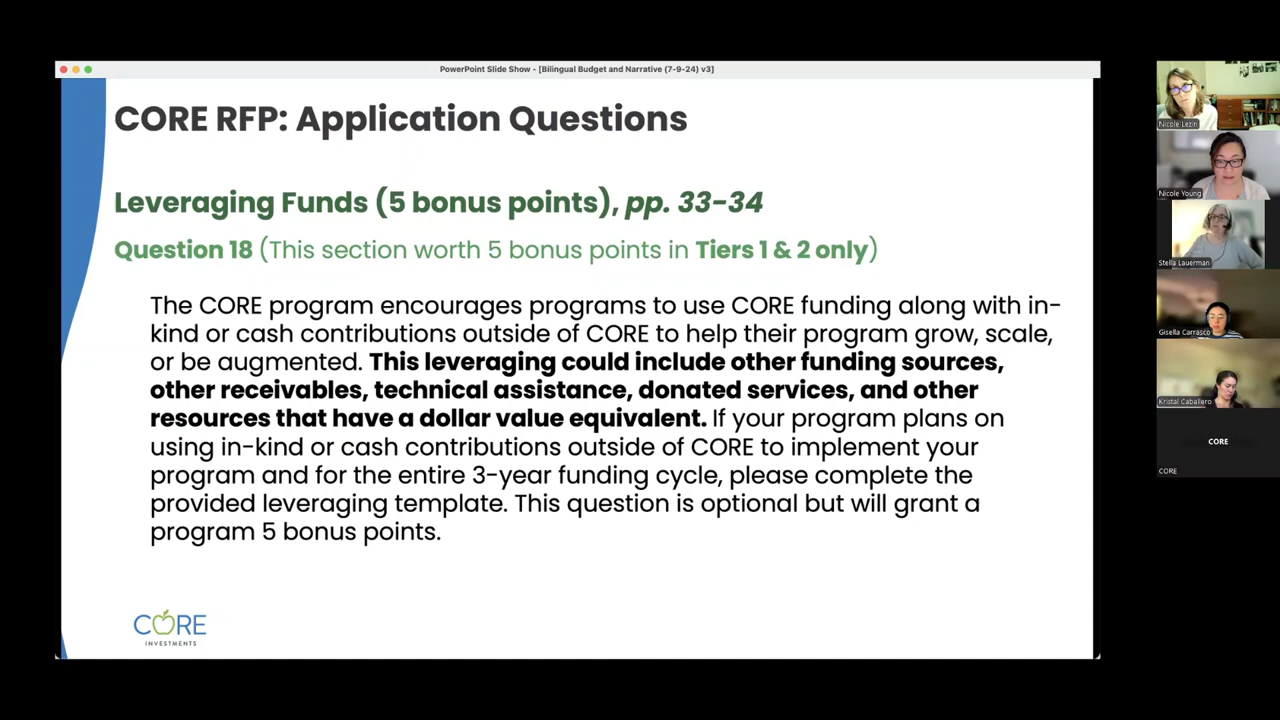 PowerPoint Slide Show - [Bilingual Budget and Narrative (7-9-24) v3]
CORE RFP: Application Questions
Leveraging Funds (5 bonus points), pp. 33-34
Question 18 (This section worth 5 bonus points in Tiers 1 & 2 only)
The CORE program encourages programs to use CORE funding along with in-
kind or cash contributions outside of CORE to help their program grow, scale,
or be augmented. This leveraging could include other funding sources,
other receivables, technical assistance, donated services, and other
resources that have a dollar value equivalent. If your program plans on
using in-kind or cash contributions outside of CORE to implement your
program and for the entire 3-year funding cycle, please complete the
provided leveraging template. This question is optional but will grant a
program 5 bonus points.
CORE
INVESTMENTS
Nicole Lezin
Nicole Young
Stella Lauerman
Gisella Carrasco
Kristal Caballero
CORE
CORE